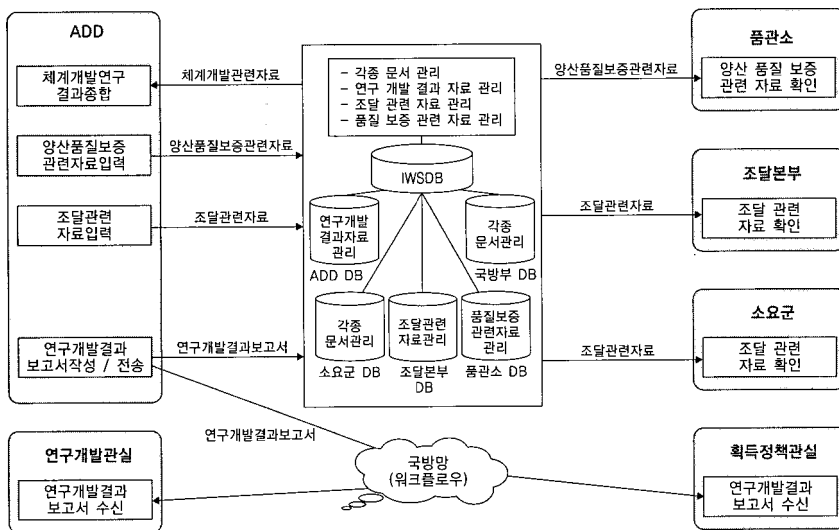 ADD
체계개발연구
결과종합
양산품질보증
관련자료입력
조달관련
자료입력
연구개발결과
보고서작성 / 전송
체계개발관련자료
양산품질보증관련자료
조달관련자료
연구개발결과보고서
연구개발결과보고서
- 각종 문서 관리
- 연구 개발 결과 자료 관리
- 조달 관련 자료 관리
- 품질 보증 관련 자료 관리
IWSDB
연구개발
결과자료
관리
ADD DB
각종
문서관리
국방부 DB
각종
문서관리
소요군 DB
조달관련
자료관리
조달본부
DB
품질보증
관련자료
관리
품관소 DB
양산품질보증관련자료
조달관련자료
조달관련자료
품관소
양산 품질 보증
관련 자료 확인
조달본부
조달 관련
자료 확인
소요군
조달 관련
자료 확인
연구개발관실
연구개발결과
보고서 수신
국방망
(워크플로우)
획득정책관실
연구개발결과
보고서 수신